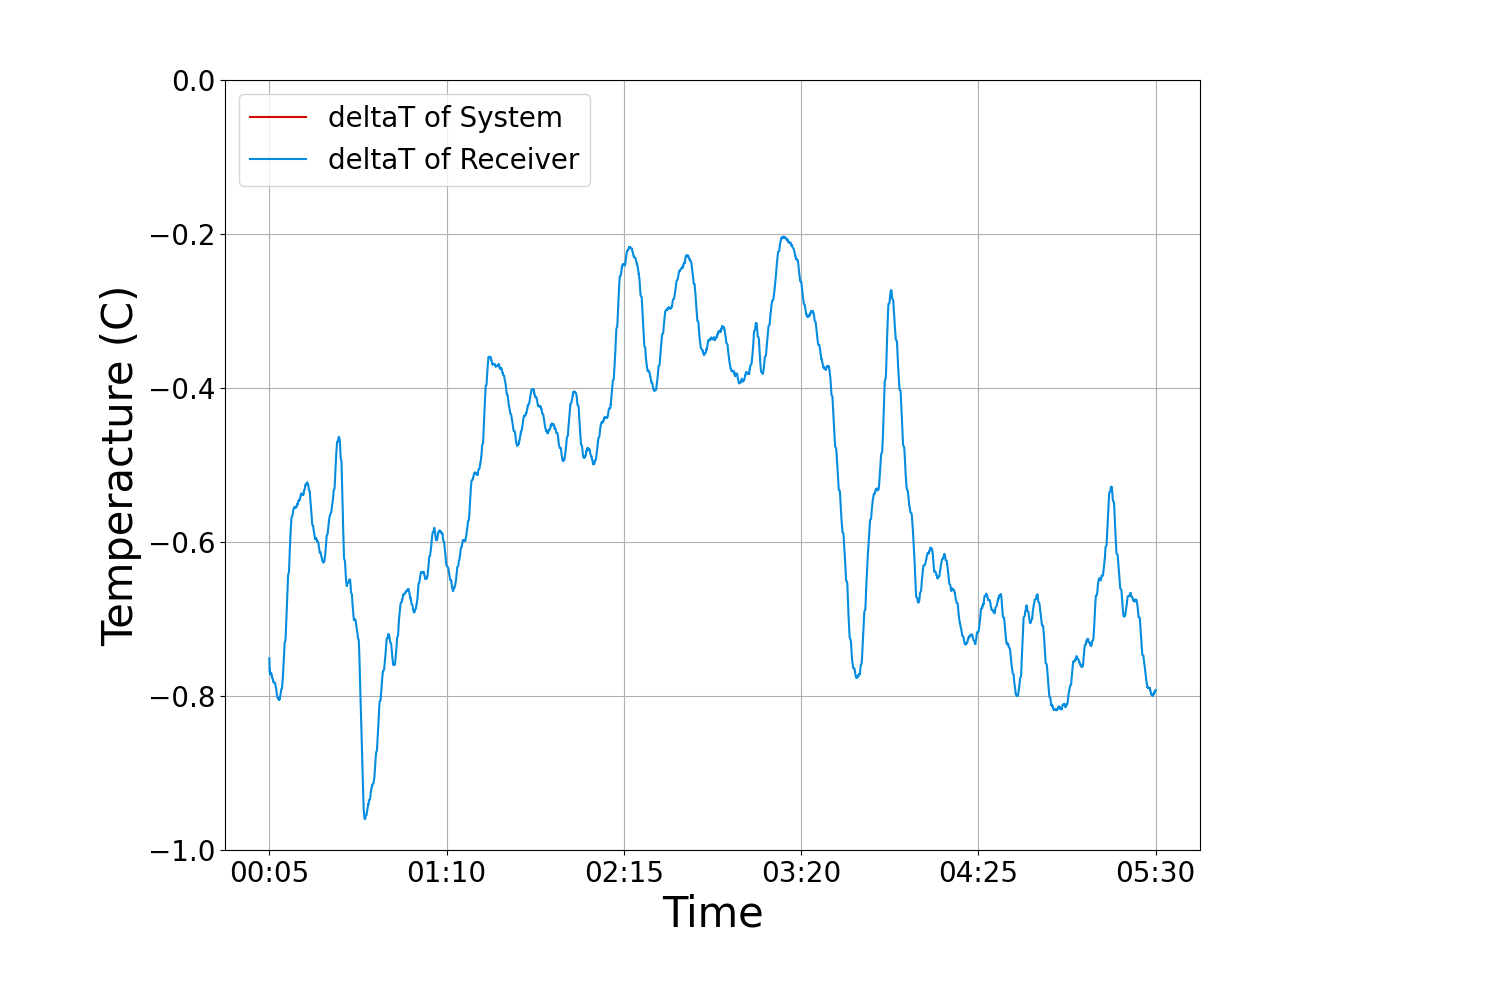 deltaT of System
deltaT of Receiver
0.0
−0.2
−0.4
−0.6
−0.8
−1.0
Temperacture (C)
00:05 01:10 02:15 03:20 04:25 05:30
Time